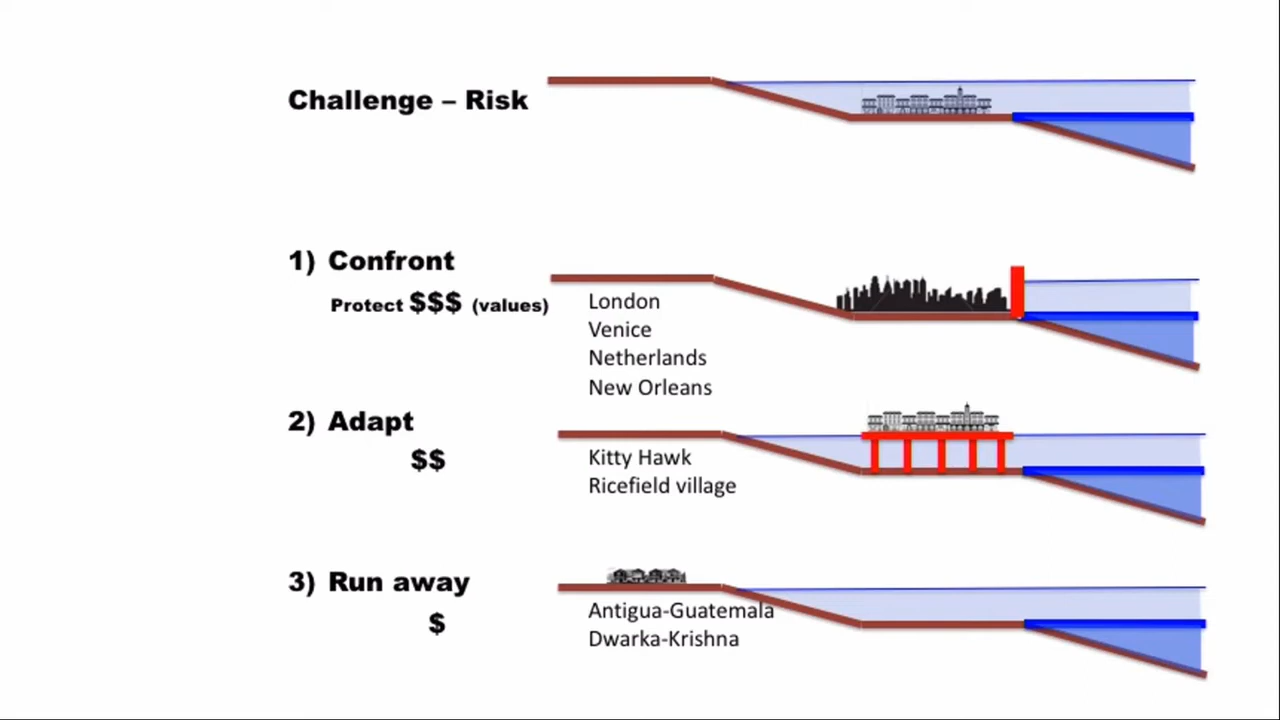 Challenge – Risk
1) Confront
Protect $$$ (values)
London
Venice
Netherlands
New Orleans
2) Adapt
$$
Kitty Hawk
Ricefield village
3) Run away
$
Antigua-Guatemala
Dwarka-Krishna